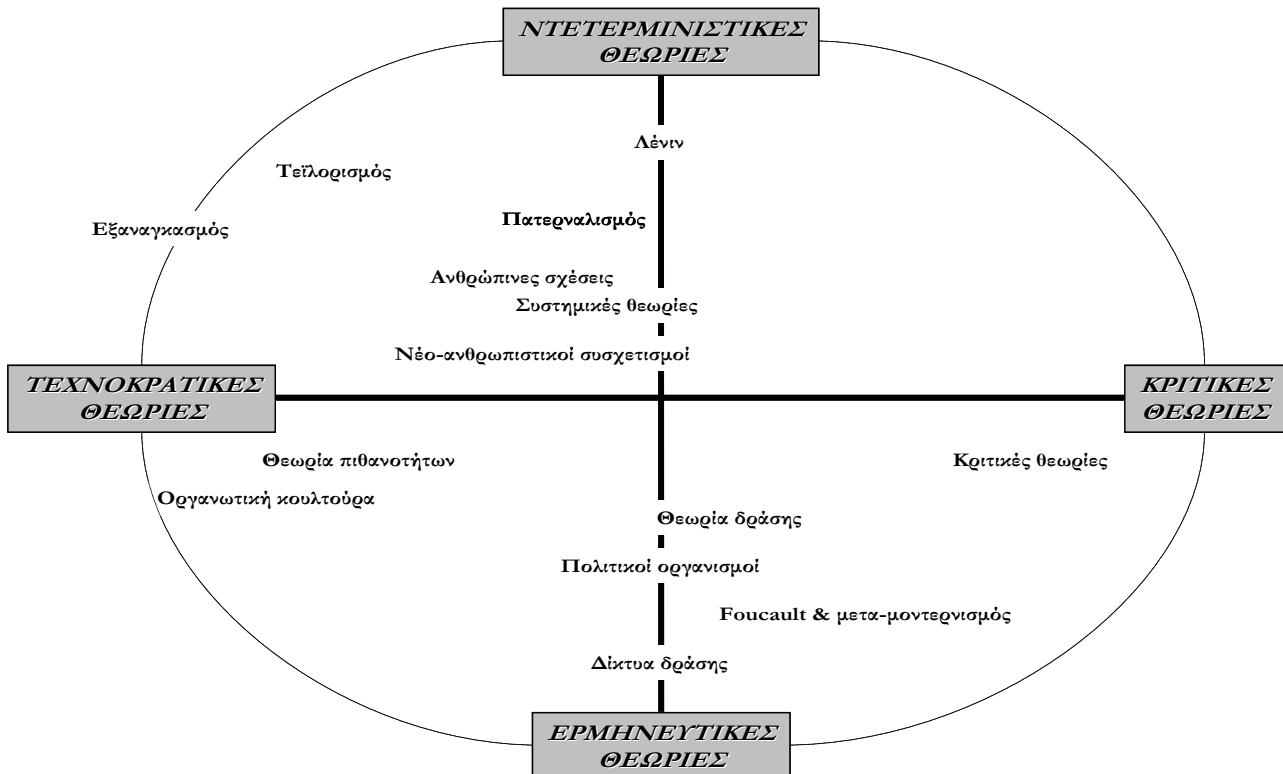 ΝΤΕΤΕΡΜΙΝΙΣΤΙΚΕΣ
ΘΕΩΡΙΕΣ
Λένιν
Τεϊλορισμός
Πατερναλισμός
Εξαναγκασμός
Ανθρώπινες σχέσεις
Συστημικές θεωρίες
Νέο-ανθρωπιστικοί συσχετισμοί
ΤΕΧΝΟΚΡΑΤΙΚΕΣ
ΘΕΩΡΙΕΣ
ΚΡΙΤΙΚΕΣ
ΘΕΩΡΙΕΣ
Θεωρία πιθανοτήτων
Κριτικές θεωρίες
Οργανωτική κουλτούρα
Θεωρία δράσης
Πολιτικοί οργανισμοί
Foucault & μετα-μοντερνισμός
Δίκτυα δράσης
ΕΡΜΗΝΕΥΤΙΚΕΣ
ΘΕΩΡΙΕΣ